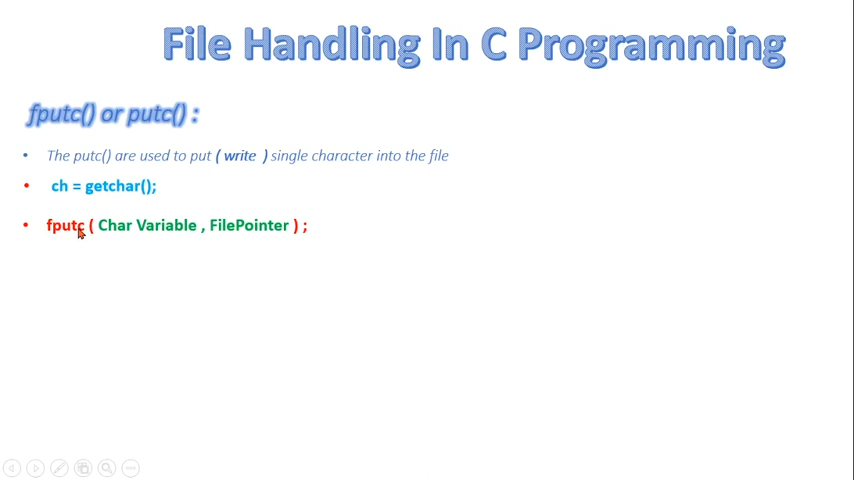 File Handling In C Programming
fputc() or putc() :
• The putc() are used to put ( write ) single character into the file
• ch = getchar();
• fputc ( Char Variable , FilePointer ) ;